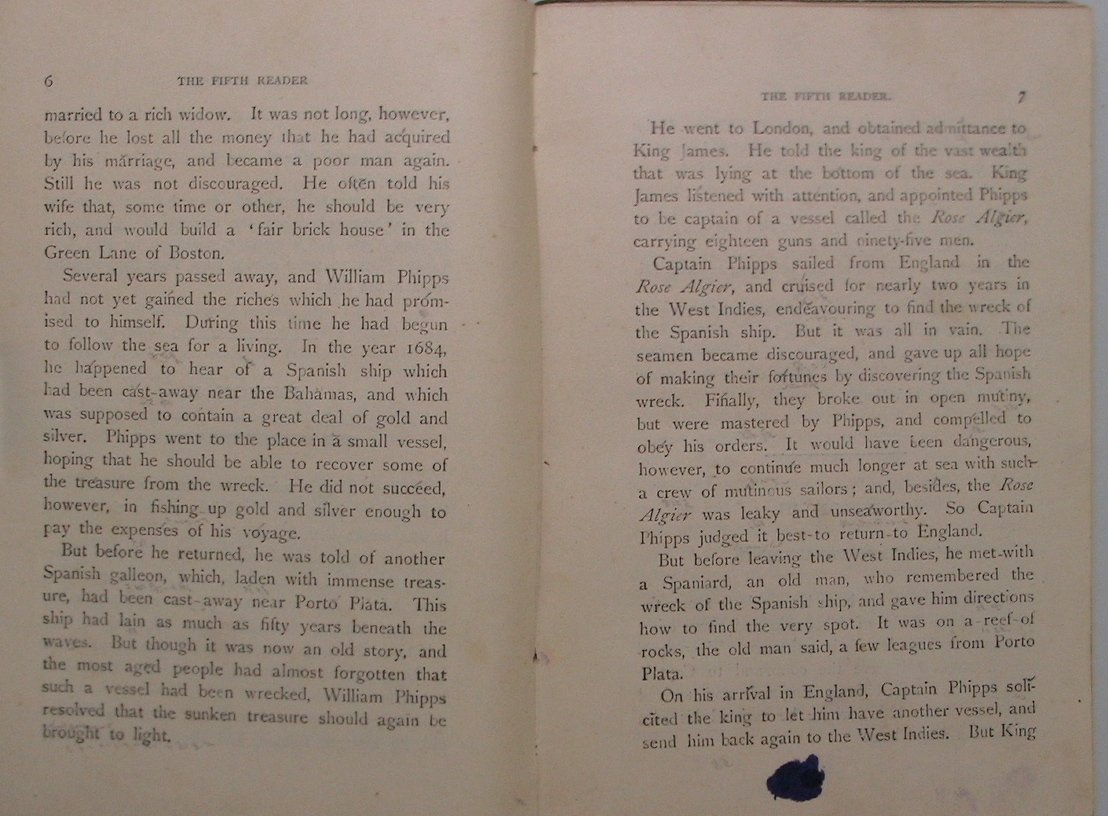 6
THE FIFTH READER
married to a rich widow. It was not long, however,
before he lost all the money that he had acquired
by his marriage, and became a poor man again.
Still he was not discouraged. He often told his
wife that, some time or other, he should be very
rich, and would build a ‘fair brick house’ in the
Green Lane of Boston.
Several years passed away, and William Phipps
had not yet gained the riches which he had prom-
ised to himself. During this time he had begun
to follow the sea for a living. In the year 1684,
he happened to hear of a Spanish ship which
had been cast-away near the Bahamas, and which
was supposed to contain a great deal of gold and
silver. Phipps went to the place in a small vessel,
hoping that he should be able to recover some of
the treasure from the wreck. He did not succeed,
however, in fishing up gold and silver enough to
pay the expenses of his voyage.
But before he returned, he was told of another
Spanish galleon, which, laden with immense treas-
ure, had been cast-away near Porto Plata. This
ship had lain as much as fifty years beneath the
waves. But though it was now an old story, and
the most aged people had almost forgotten that
such a vessel had been wrecked, William Phipps
resolved that the sunken treasure should again be
brought to light.
THE FIFTH READER.
7
He went to London, and obtained admittance to
King James. He told the king of the vast wealth
that was lying at the bottom of the sea. King
James listened with attention, and appointed Phipps
to be captain of a vessel called the Rose Algier,
carrying eighteen guns and ninety-five men.
Captain Phipps sailed from England in the
Rose Algier, and cruised for nearly two years in
the West Indies, endeavouring to find the wreck of
the Spanish ship. But it was all in vain. The
seamen became discouraged, and gave up all hope
of making their fortunes by discovering the Spanish
wreck. Finally, they broke out in open mutiny,
but were mastered by Phipps, and compelled to
obey his orders. It would have been dangerous,
however, to continue much longer at sea with such
a crew of mutinous sailors; and, besides, the Rose
Algier was leaky and unseaworthy. So Captain
Phipps judged it best to return to England.
But before leaving the West Indies, he met with
a Spaniard, an old man, who remembered the
wreck of the Spanish ship, and gave him directions
how to find the very spot. It was on a reef of
rocks, the old man said, a few leagues from Porto
Plata.
On his arrival in England, Captain Phipps soli-
cited the king to let him have another vessel, and
send him back again to the West Indies. But King